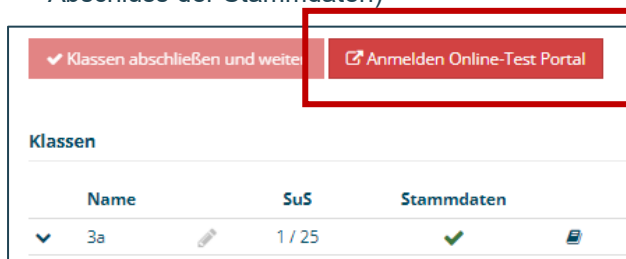 Abschluss der Stammdaten)
Klassen abschließen und weiter Anmelden Online-Test Portal
Klassen
Name SuS Stammdaten
3a 1 / 25